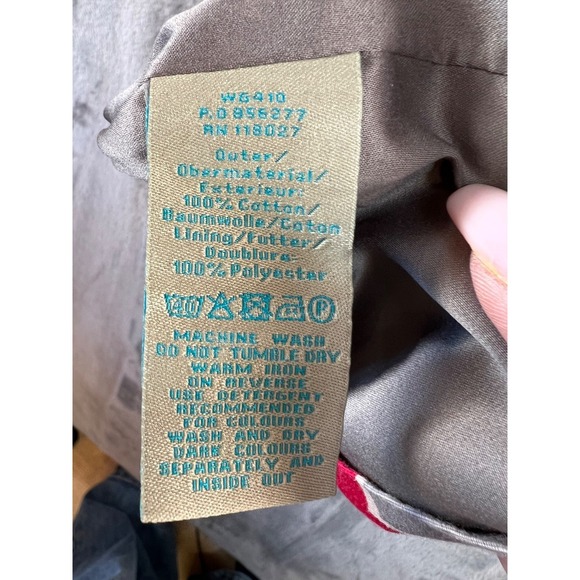 WG410
P.O 958277
RN 118027
Outer/
Obermaterial/
Exterieur:
100% Cotton/
Baumwolle/Coton
Lining/Futter/
Doublure:
100% Polyester
MACHINE WASH
DO NOT TUMBLE DRY
WARM IRON
ON REVERSE
USE DETERGENT
RECOMMENDED
FOR COLOURS
WASH AND DRY
DARK COLOURS
SEPARATELY AND
INSIDE OUT